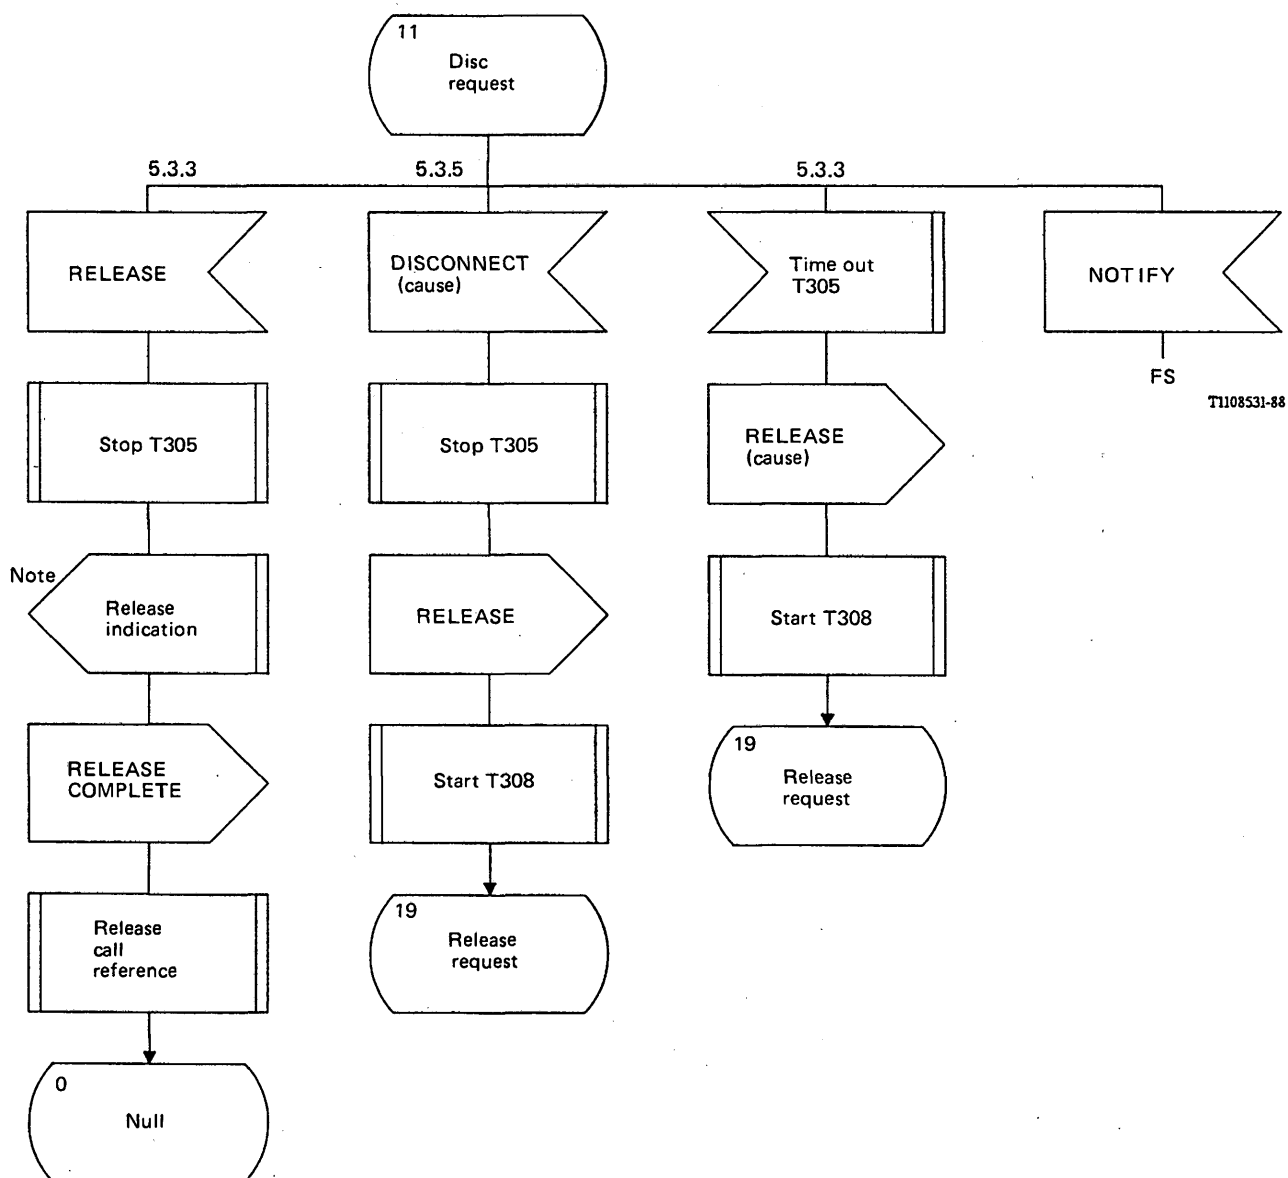 11
Disc
request
5.3.3
5.3.5
5.3.3
RELEASE
DISCONNECT
(cause)
Time out
T305
NOTIFY
FS
T1108531-88
Stop T305
Stop T305
RELEASE
(cause)
Note
Release
indication
RELEASE
Start T308
RELEASE
COMPLETE
Start T308
19
Release
request
Release
call
reference
19
Release
request
0
Null